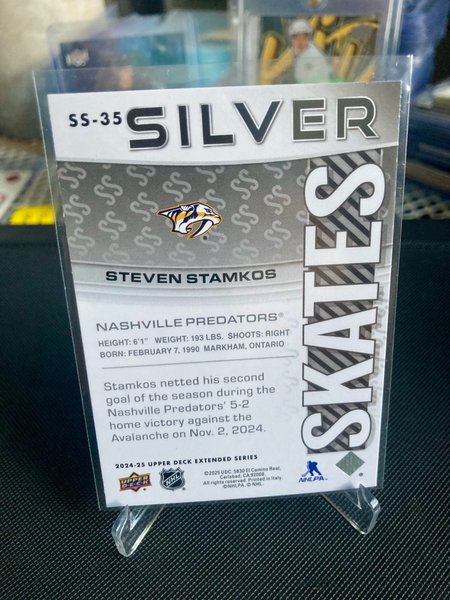 SS-35 SILVER
SKATES
STEVEN STAMKOS
NASHVILLE PREDATORS®
HEIGHT: 6'1" WEIGHT: 193 LBS. SHOOTS: RIGHT
BORN: FEBRUARY 7, 1990 MARKHAM, ONTARIO
Stamkos netted his second
goal of the season during the
Nashville Predators' 5-2
home victory against the
Avalanche on Nov. 2, 2024.
2024-25 UPPER DECK EXTENDED SERIES
©2025 UDC. 5830 El Camino Real,
Carlsbad, CA 92008.
All rights reserved. Printed in Italy.
©NHLPA. © NHL.
UPPER DECK
NHL
NHLPA